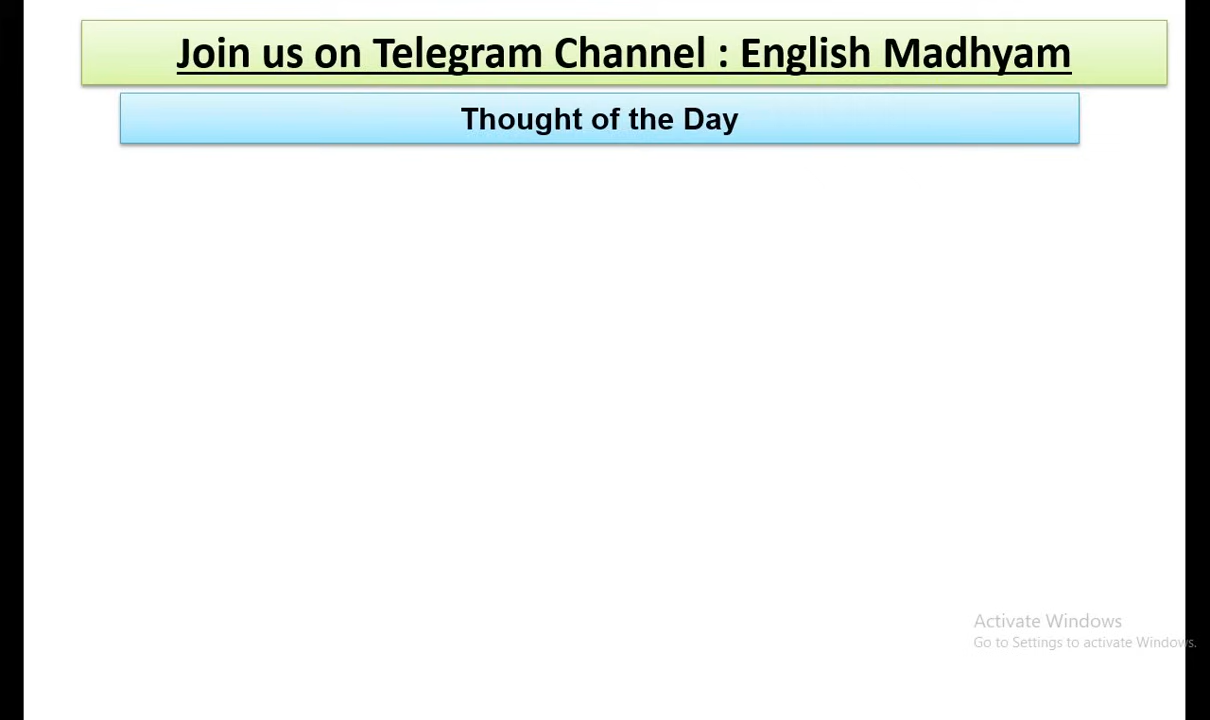 Join us on Telegram Channel : English Madhyam
Thought of the Day
Activate Windows
Go to Settings to activate Windows.